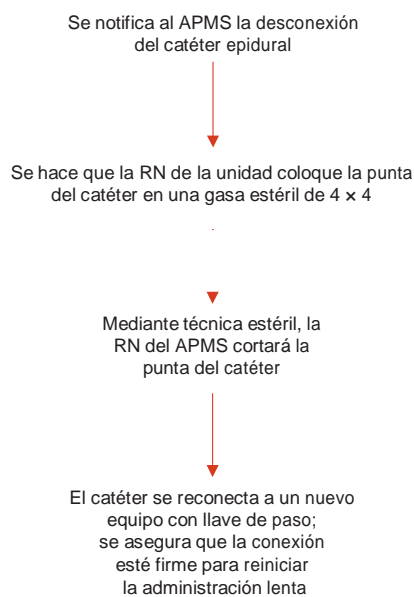 Se notifica al APMS la desconexión
del catéter epidural
Se hace que la RN de la unidad coloque la punta
del catéter en una gasa estéril de 4 × 4
Mediante técnica estéril, la
RN del APMS cortará la
punta del catéter
El catéter se reconecta a un nuevo
equipo con llave de paso;
se asegura que la conexión
esté firme para reiniciar
la administración lenta